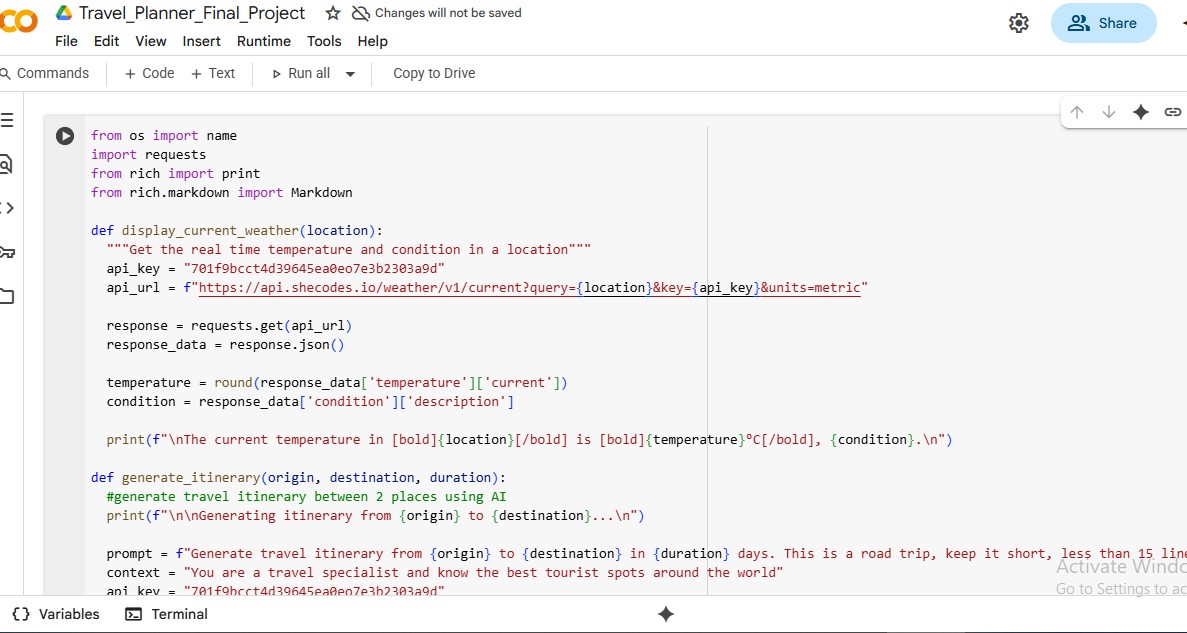 CO Travel_Planner_Final_Project Changes will not be saved
File Edit View Insert Runtime Tools Help
Share
Commands + Code + Text Run all Copy to Drive
from os import name
import requests
from rich import print
from rich.markdown import Markdown
def display_current_weather(location):
"""Get the real time temperature and condition in a location"""
api_key = "701f9bcct4d39645ea0eo7e3b2303a9d"
api_url = f"https://api.shecodes.io/weather/v1/current?query={location}&key={api_key}&units=metric"
response = requests.get(api_url)
response_data = response.json()
temperature = round(response_data['temperature']['current'])
condition = response_data['condition']['description']
print(f"\nThe current temperature in [bold]{location}[/bold] is [bold]{temperature}°C[/bold], {condition}.\n")
def generate_itinerary(origin, destination, duration):
#generate travel itinerary between 2 places using AI
print(f"\n\nGenerating itinerary from {origin} to {destination}...\n")
prompt = f"Generate travel itinerary from {origin} to {destination} in {duration} days. This is a road trip, keep it short, less than 15 line
context = "You are a travel specialist and know the best tourist spots around the world"
api_key = "701f9bcct4d39645ea0eo7e3b2303a9d"
Activate Windo
Go to Settings to ac
{} Variables Terminal